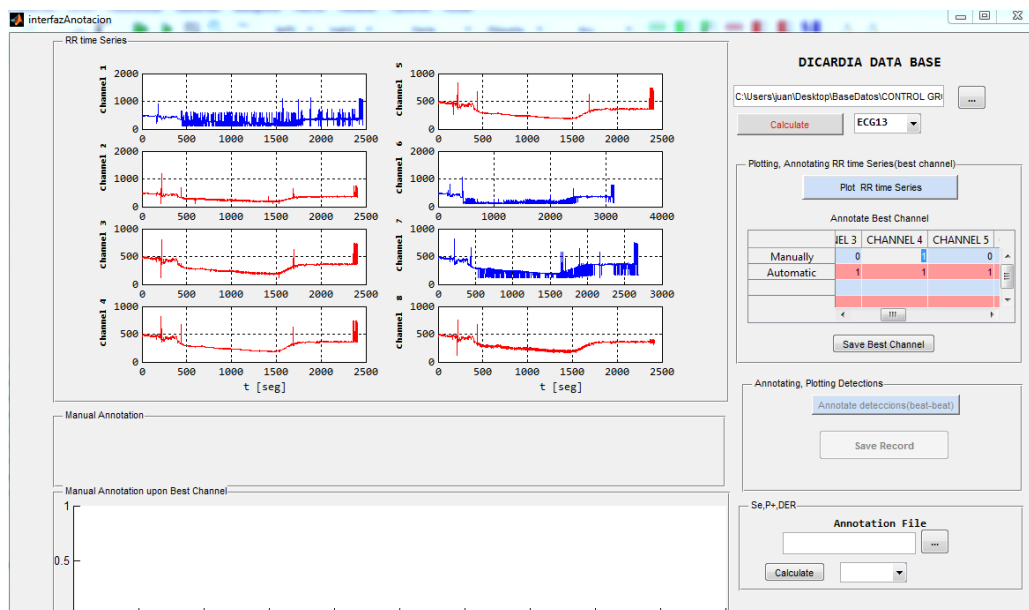 interfazAnotacion
RR time Series
channel 1
2000
1000
0
0 500 1000 1500 2000 2500
channel 2
2000
1000
0
0 500 1000 1500 2000 2500
channel 3
1000
500
0
0 500 1000 1500 2000 2500
channel 4
1000
500
0
0 500 1000 1500 2000 2500
t [seg]
channel 5
1000
500
0
0 500 1000 1500 2000 2500
channel 6
2000
1000
0
0 1000 2000 3000 4000
channel 7
1000
500
0
0 500 1000 1500 2000 2500 3000
channel 8
1000
500
0
0 500 1000 1500 2000 2500
t [seg]
Manual Annotation
Manual Annotation upon Best Channel
1
0.5
DICARDIA DATA BASE
C:\Users\juan\Desktop\BaseDatos\CONTROL GR
...
Calculate
ECG13
Plotting, Annotating RR time Series(best channel)
Plot RR time Series
Annotate Best Channel
NEL 3 CHANNEL 4 CHANNEL 5
Manually 0 1 0
Automatic 1 1 1
Save Best Channel
Annotating, Plotting Detections
Annotate deteccions(beat-beat)
Save Record
Se,P+,DER
Annotation File
...
Calculate